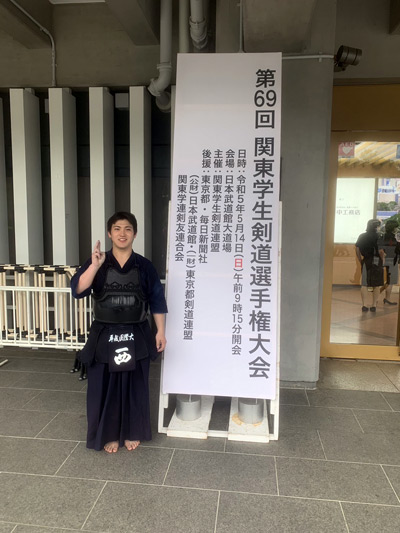 第69回 関東学生剣道選手権大会
日時：令和5年5月14日（日）午前9時15分開会
会場：日本武道館大道場
主催：関東学生剣道連盟
後援：東京都・毎日新聞社
（公財）日本武道館・（一財）東京都剣道連盟
関東学連剣友連合会
西